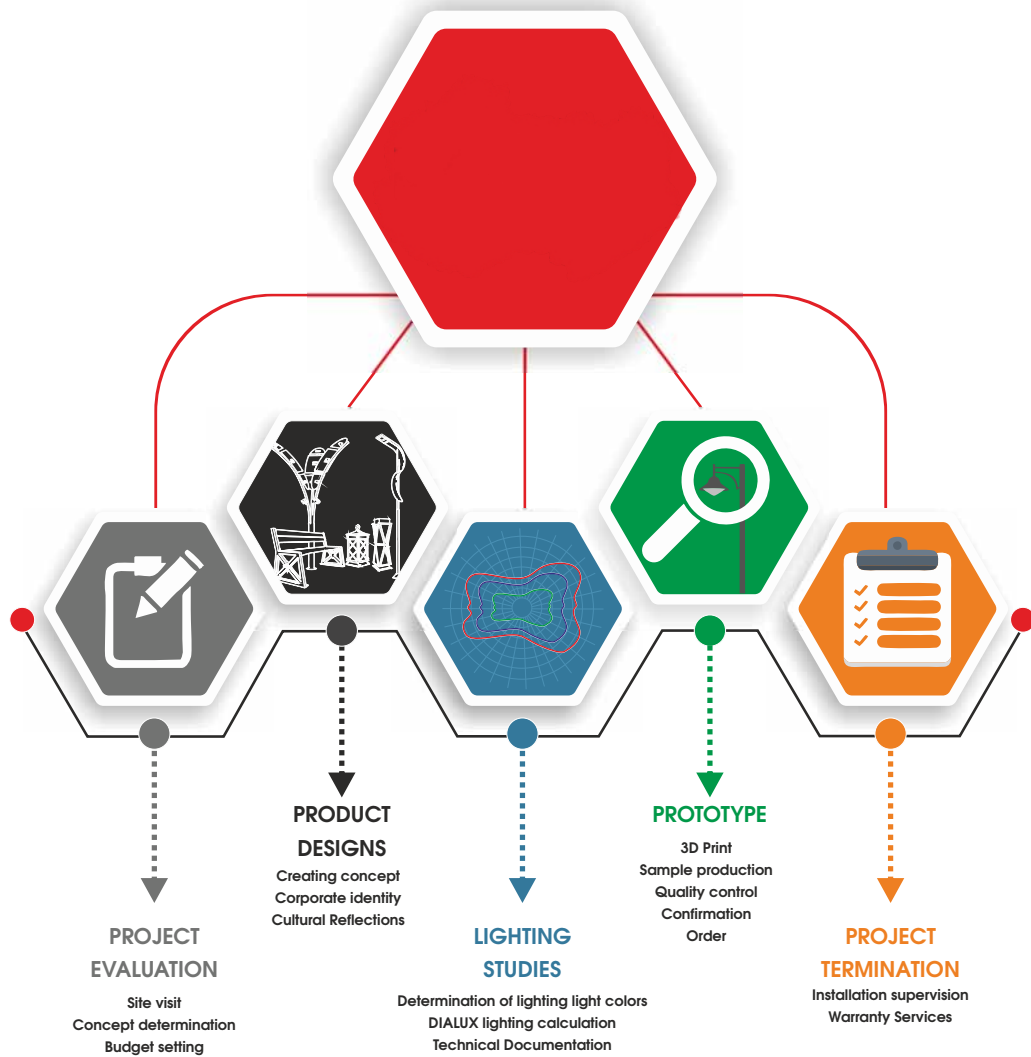 PROJECT
EVALUATION
Site visit
Concept determination
Budget setting
PRODUCT
DESIGNS
Creating concept
Corporate identity
Cultural Reflections
LIGHTING
STUDIES
Determination of lighting light colors
DIALUX lighting calculation
Technical Documentation
PROTOTYPE
3D Print
Sample production
Quality control
Confirmation
Order
PROJECT
TERMINATION
Installation supervision
Warranty Services